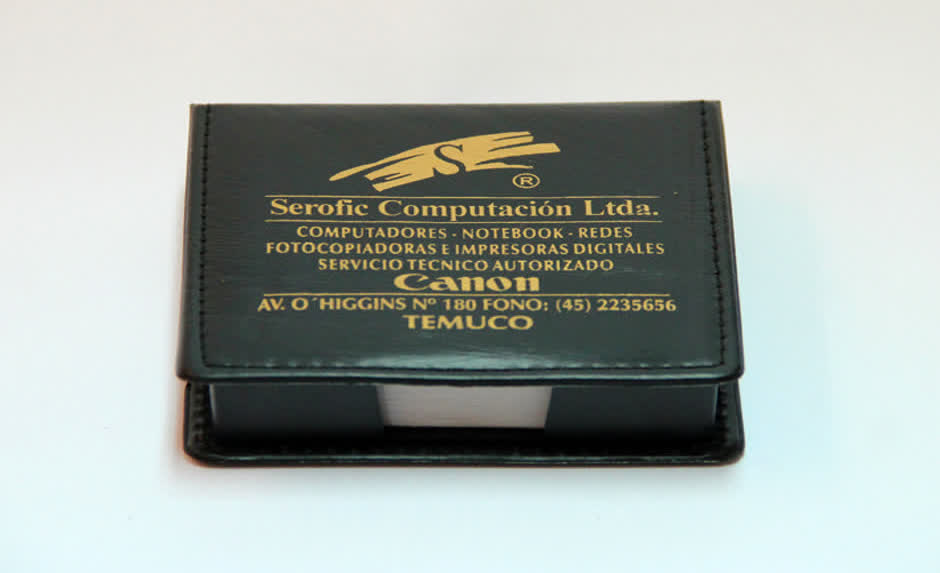 S
®
Serofic Computación Ltda.
COMPUTADORES - NOTEBOOK - REDES
FOTOCOPIADORAS E IMPRESORAS DIGITALES
SERVICIO TECNICO AUTORIZADO
Canon
AV. O´HIGGINS Nº 180 FONO: (45) 2235656
TEMUCO